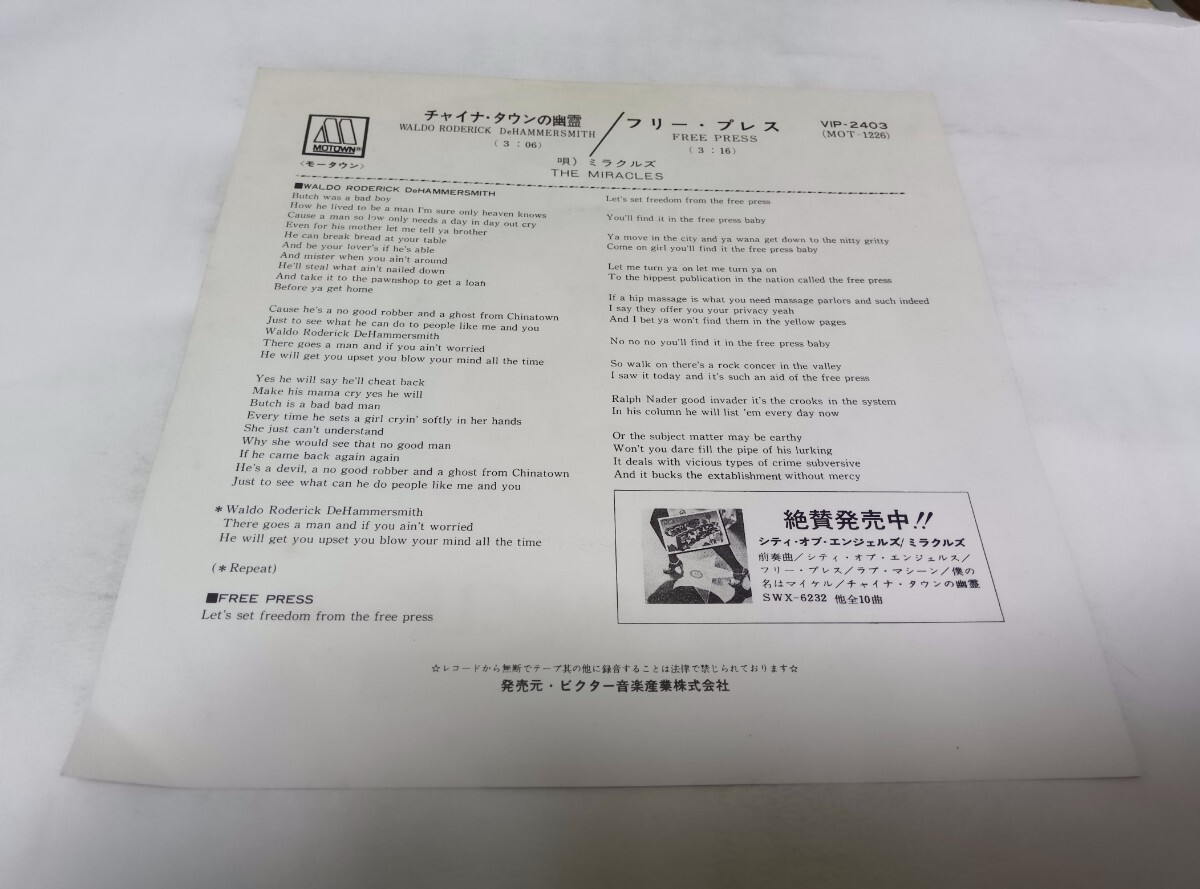 MOTOWN
〈モータウン〉
チャイナ・タウンの幽霊
WALDO RODERICK DeHAMMERSMITH
(3:06)
フリー・プレス
FREE PRESS
(3:16)
VIP-2403
(MOT-1226)
唄) ミラクルズ
THE MIRACLES
■WALDO RODERICK DeHAMMERSMITH
Butch was a bad boy
How he lived to be a man I'm sure only heaven knows
Cause a man so low only needs a day in day out cry
Even for his mother let me tell ya brother
He can break bread at your table
And be your lover's if he's able
And mister when you ain't around
He'll steal what ain't nailed down
And take it to the pawnshop to get a loan
Before ya get home
Cause he's a no good robber and a ghost from Chinatown
Just to see what he can do to people like me and you
Waldo Roderick DeHammersmith
There goes a man and if you ain't worried
He will get you upset you blow your mind all the time
Yes he will say he'll cheat back
Make his mama cry yes he will
Butch is a bad bad man
Every time he sets a girl cryin' softly in her hands
She just can't understand
Why she would see that no good man
If he came back again again
He's a devil, a no good robber and a ghost from Chinatown
Just to see what can he do people like me and you
* Waldo Roderick DeHammersmith
There goes a man and if you ain't worried
He will get you upset you blow your mind all the time
(* Repeat)
■FREE PRESS
Let's set freedom from the free press
Let's set freedom from the free press
You'll find it in the free press baby
Ya move in the city and ya wana get down to the nitty gritty
Come on girl you'll find it the free press baby
Let me turn ya on let me turn ya on
To the hippest publication in the nation called the free press
If a hip massage is what you need massage parlors and such indeed
I say they offer you your privacy yeah
And I bet ya won't find them in the yellow pages
No no no you'll find it in the free press baby
So walk on there's a rock concer in the valley
I saw it today and it's such an aid of the free press
Ralph Nader good invader it's the crooks in the system
In his column he will list 'em every day now
Or the subject matter may be earthy
Won't you dare fill the pipe of his lurking
It deals with vicious types of crime subversive
And it bucks the extablishment without mercy
絶賛発売中!!
シティ・オブ・エンジェルズ/ミラクルズ
前奏曲/シティ・オブ・エンジェルス/
フリー・プレス/ラブ・マシーン/僕の
名はマイケル/チャイナ・タウンの幽霊
SWX-6232 他全10曲
☆レコードから無断でテープ其の他に録音することは法律で禁じられております☆
発売元・ビクター音楽産業株式会社